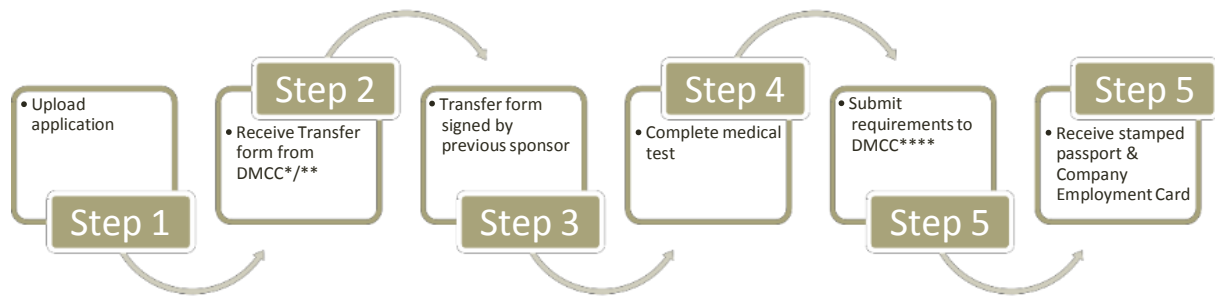 • Upload
application
Step 1
Step 2
• Receive Transfer
form from
DMCC*/**
• Transfer form
signed by
previous sponsor
Step 3
Step 4
• Complete medical
test
• Submit
requirements to
DMCC****
Step 5
Step 5
• Receive stamped
passport &
Company
Employment Card